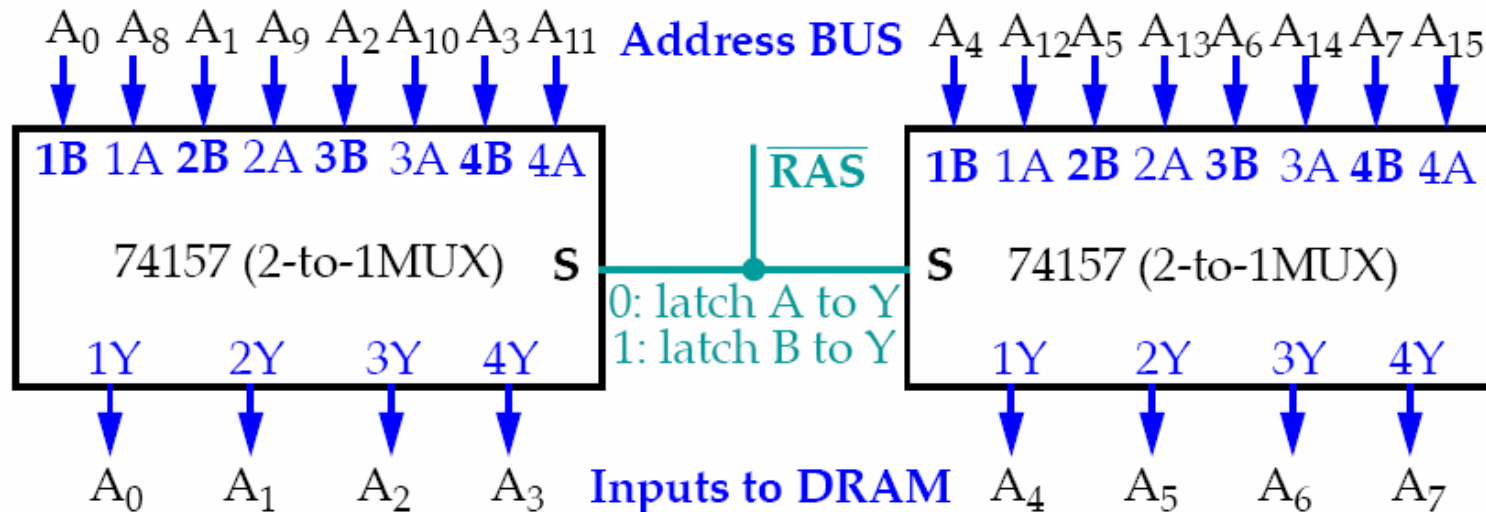 A₀ A₈ A₁ A₉ A₂ A₁₀ A₃ A₁₁ Address BUS A₄ A₁₂ A₅ A₁₃ A₆ A₁₄ A₇ A₁₅
1B 1A 2B 2A 3B 3A 4B 4A R̅A̅S̅ 1B 1A 2B 2A 3B 3A 4B 4A
74157 (2-to-1MUX) S S 74157 (2-to-1MUX)
0: latch A to Y
1: latch B to Y
1Y 2Y 3Y 4Y 1Y 2Y 3Y 4Y
A₀ A₁ A₂ A₃ Inputs to DRAM A₄ A₅ A₆ A₇